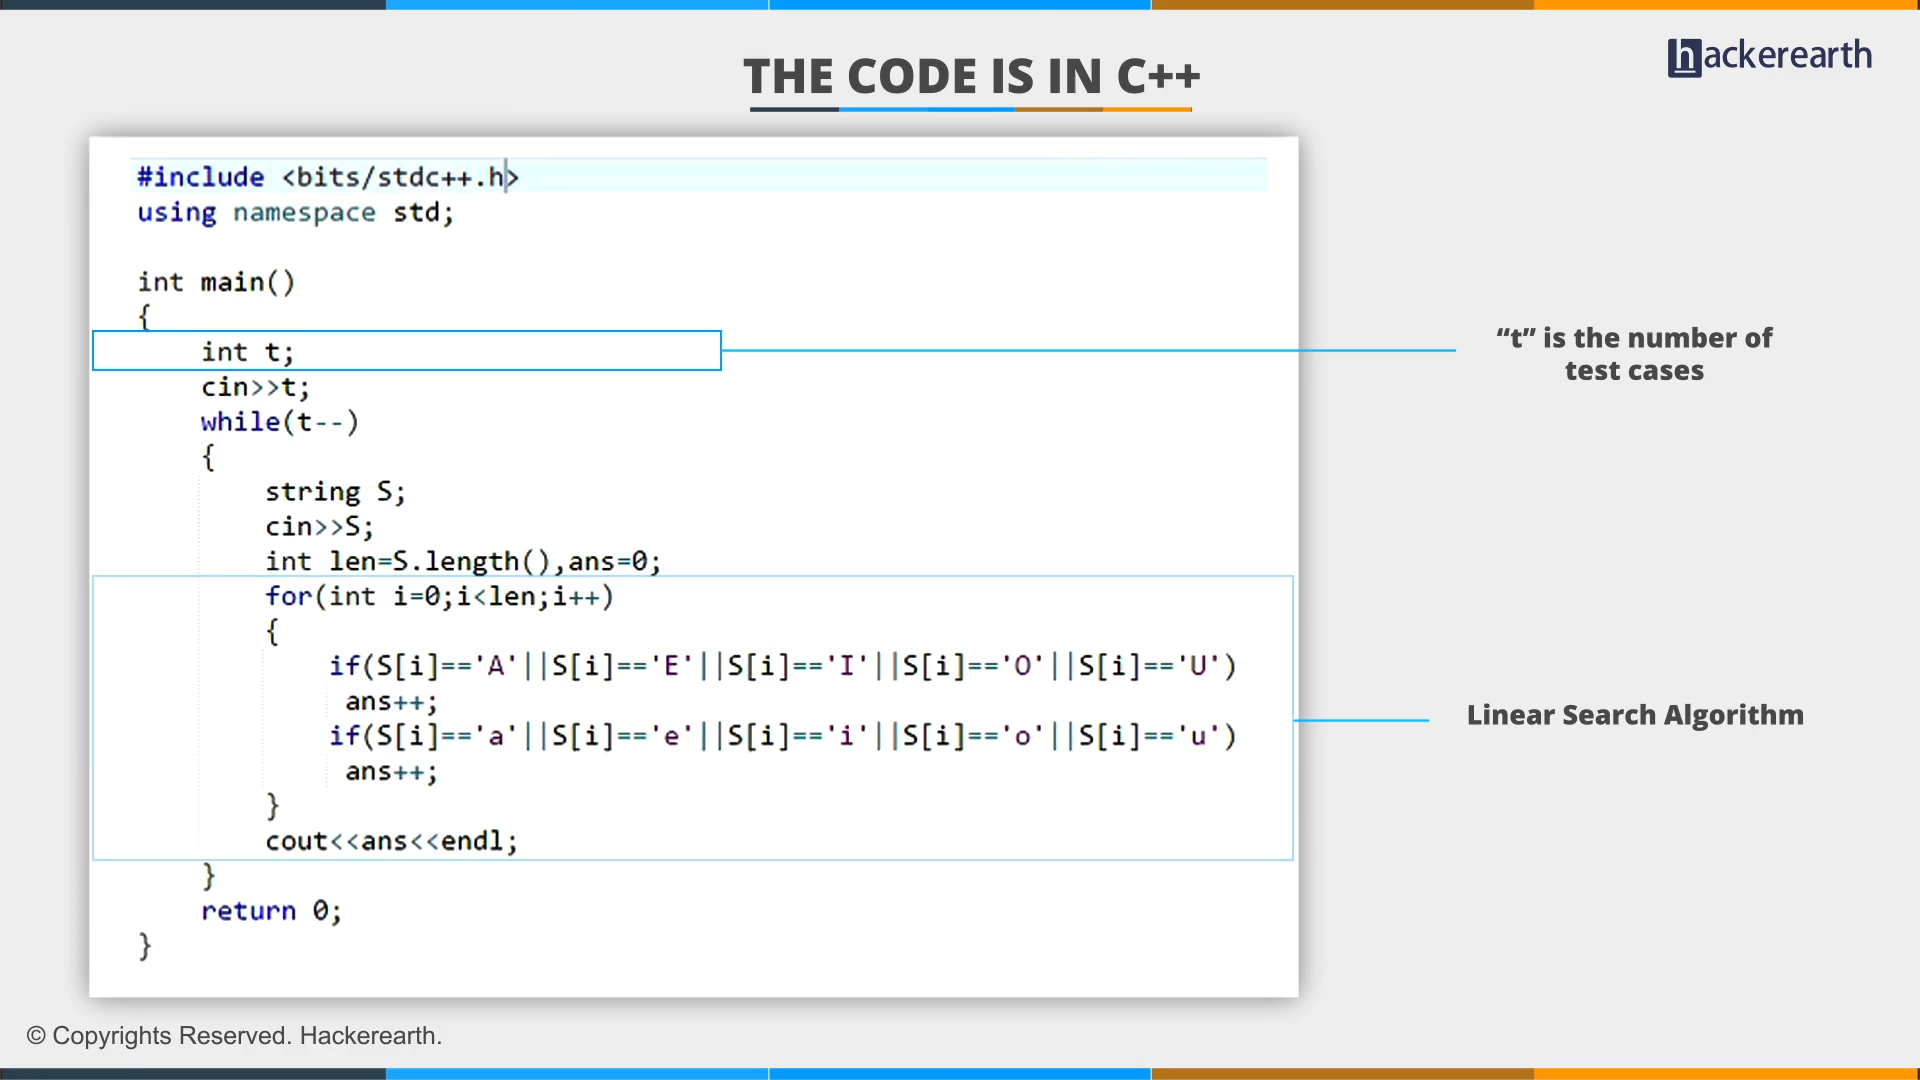 THE CODE IS IN C++
hackerearth
#include <bits/stdc++.h>
using namespace std;
int main()
{
int t;
cin>>t;
while(t--)
{
string S;
cin>>S;
int len=S.length(),ans=0;
for(int i=0;i<len;i++)
{
if(S[i]=='A'||S[i]=='E'||S[i]=='I'||S[i]=='O'||S[i]=='U')
ans++;
if(S[i]=='a'||S[i]=='e'||S[i]=='i'||S[i]=='o'||S[i]=='u')
ans++;
}
cout<<ans<<endl;
}
return 0;
}
“t” is the number of
test cases
Linear Search Algorithm
© Copyrights Reserved. Hackerearth.